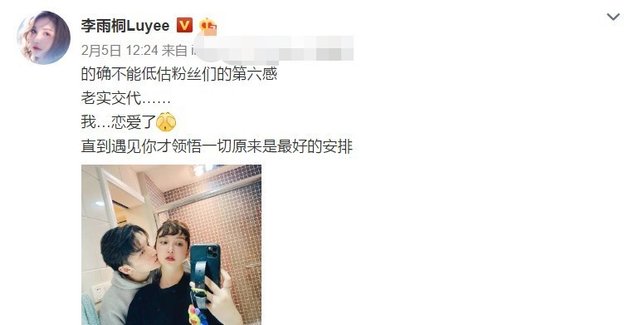 李雨桐Luyee
2月5日 12:24 来自
的确不能低估粉丝们的第六感
老实交代……
我…恋爱了
直到遇见你才领悟一切原来是最好的安排